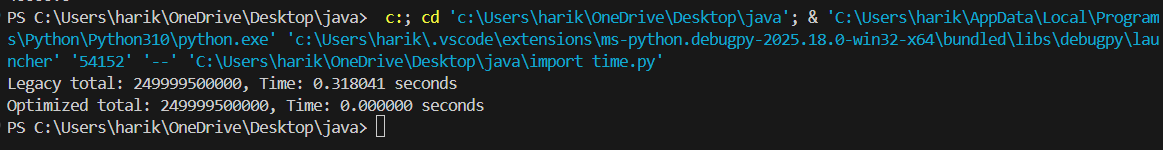 PS C:\Users\harik\OneDrive\Desktop\java>  c:; cd 'c:\Users\harik\OneDrive\Desktop\java'; & 'C:\Users\harik\AppData\Local\Program
s\Python\Python310\python.exe' 'c:\Users\harik\.vscode\extensions\ms-python.debugpy-2025.18.0-win32-x64\bundled\libs\debugpy\lau
ncher' '54152' '--' 'C:\Users\harik\OneDrive\Desktop\java\import time.py'
Legacy total: 249999500000, Time: 0.318041 seconds
Optimized total: 249999500000, Time: 0.000000 seconds
PS C:\Users\harik\OneDrive\Desktop\java>